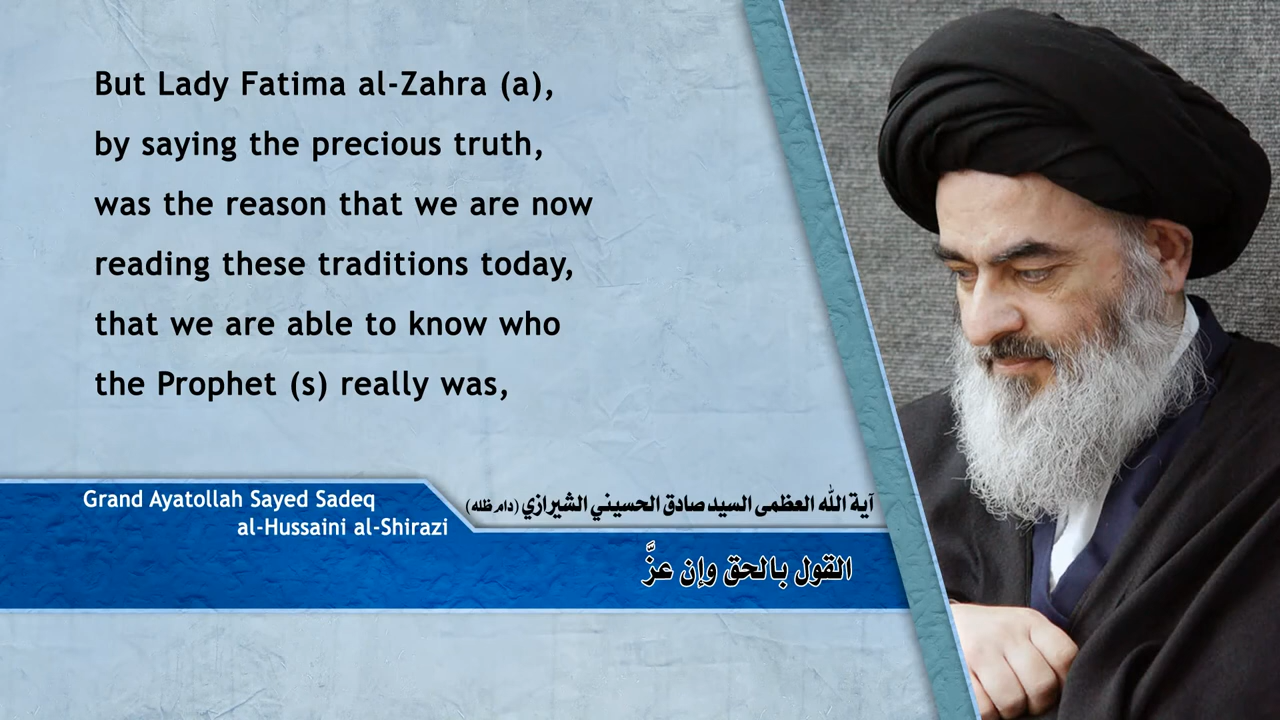 But Lady Fatima al-Zahra (a),
by saying the precious truth,
was the reason that we are now
reading these traditions today,
that we are able to know who
the Prophet (s) really was,
Grand Ayatollah Sayed Sadeq
al-Hussaini al-Shirazi
آية الله العظمى السيد صادق الحسيني الشيرازي (دام ظله)
القول بالحق وإن عزَّ